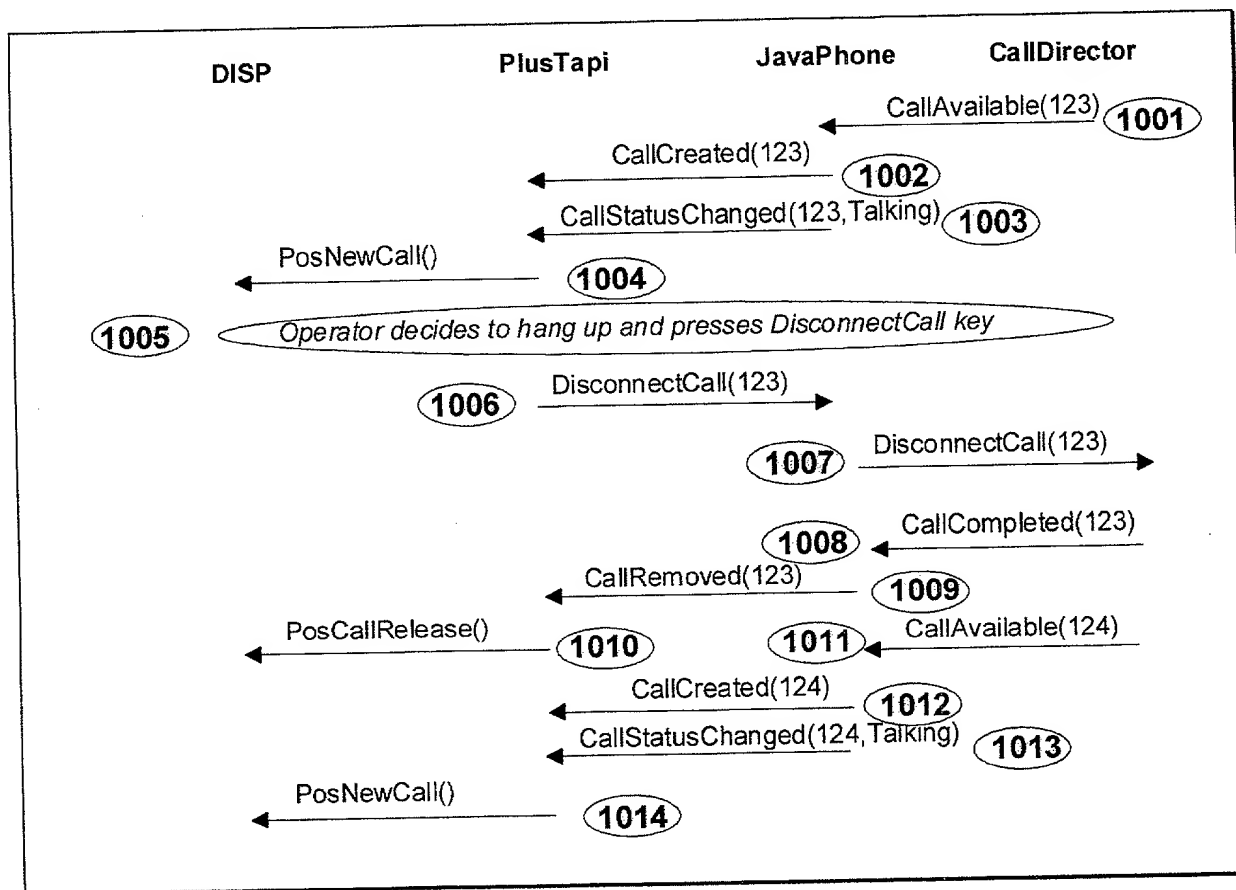 DISP PlusTapi JavaPhone CallDirector
CallAvailable(123) 1001
CallCreated(123) 1002
CallStatusChanged(123,Talking) 1003
PosNewCall() 1004
1005 Operator decides to hang up and presses DisconnectCall key
1006 DisconnectCall(123)
1007 DisconnectCall(123)
1008 CallCompleted(123)
CallRemoved(123) 1009
PosCallRelease() 1010 1011 CallAvailable(124)
CallCreated(124) 1012
CallStatusChanged(124,Talking) 1013
PosNewCall() 1014